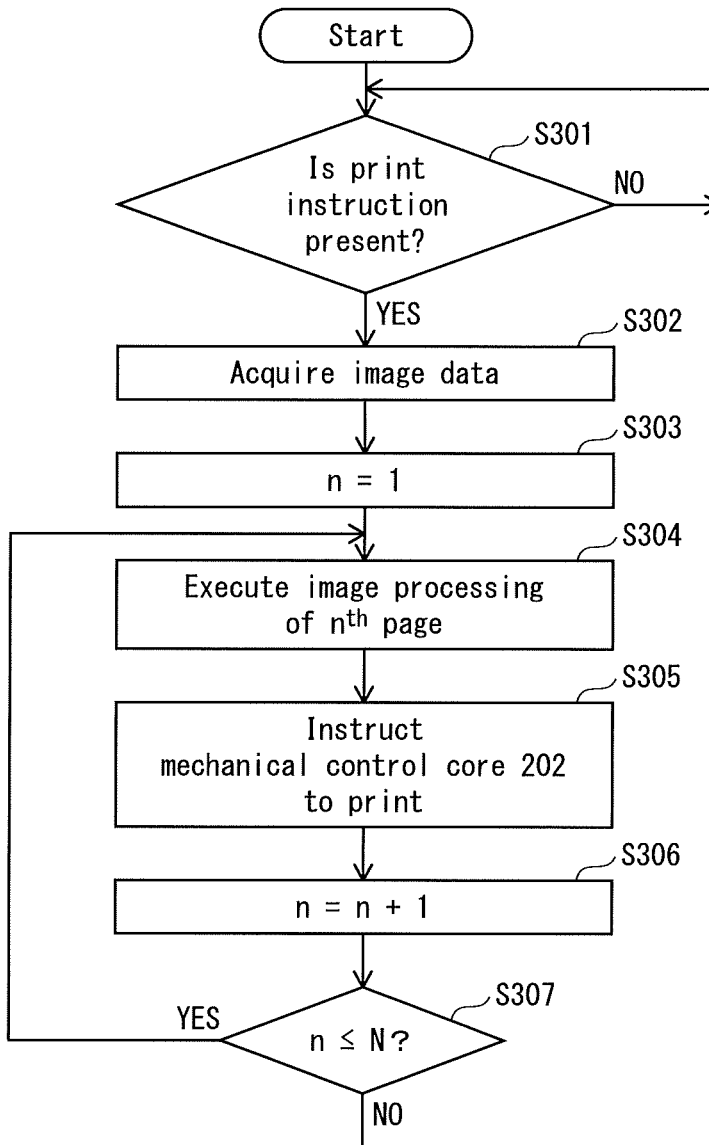 Start
S301
Is print
instruction
present?
NO
YES
S302
Acquire image data
S303
n = 1
S304
Execute image processing
of nth page
S305
Instruct
mechanical control core 202
to print
S306
n = n + 1
S307
YES
n ≤ N?
NO